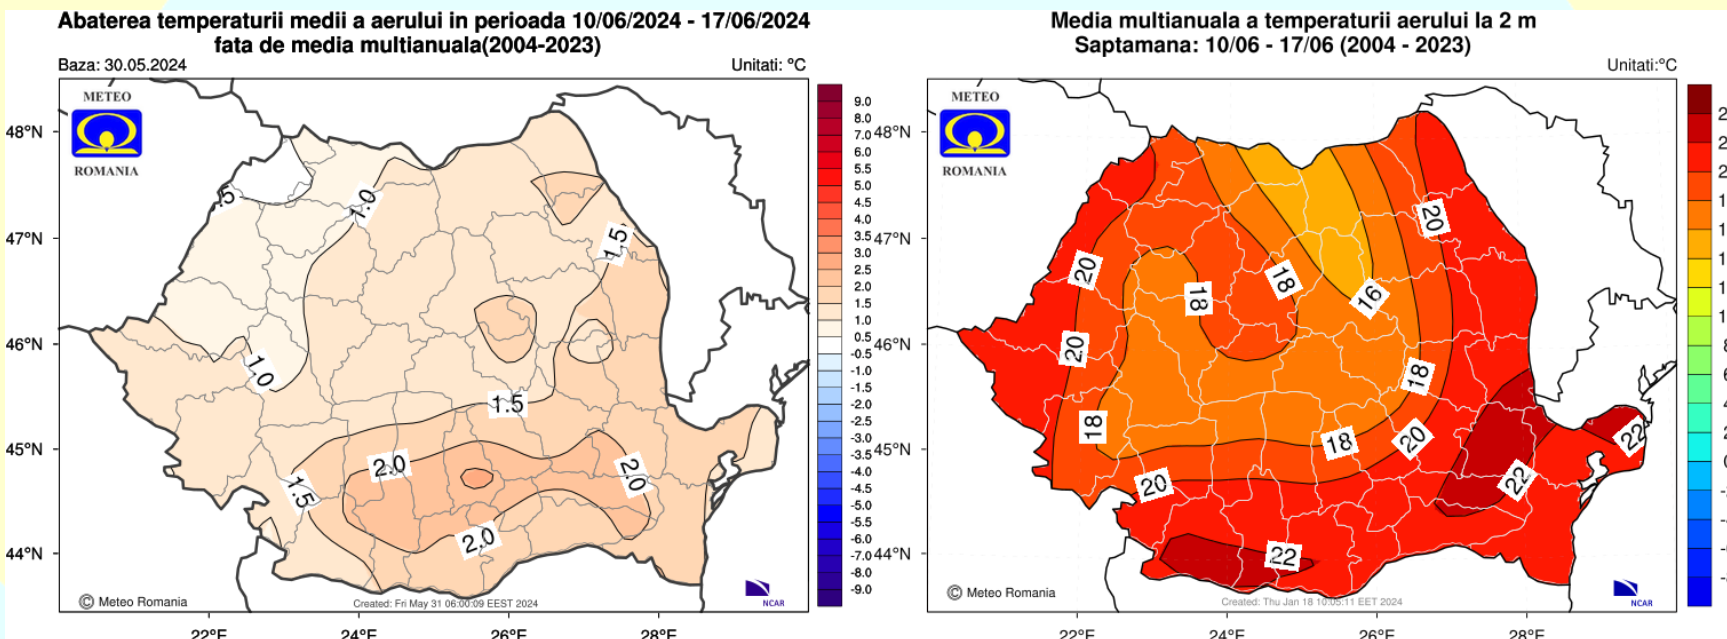 Abaterea temperaturii medii a aerului in perioada 10/06/2024 - 17/06/2024
fata de media multianuala(2004-2023)
Baza: 30.05.2024
Unitati: °C
METEO
ROMANIA
48°N
47°N
46°N
45°N
44°N
22°E
24°E
26°E
28°E
.5
1.0
1.5
1.0
1.5
2.0
2.0
1.5
2.0
9.0
8.0
7.0
6.0
5.5
5.0
4.5
4.0
3.5
3.0
2.5
2.0
1.5
1.0
0.5
-0.5
-1.0
-1.5
-2.0
-2.5
-3.0
-3.5
-4.0
-4.5
-5.0
-5.5
-6.0
-7.0
-8.0
-9.0
© Meteo Romania
Created: Fri May 31 06:00:09 EEST 2024
NCAR
Media multianuala a temperaturii aerului la 2 m
Saptamana: 10/06 - 17/06 (2004 - 2023)
Unitati:°C
METEO
ROMANIA
48°N
47°N
46°N
45°N
44°N
22°E
24°E
26°E
28°E
20
20
18
18
16
20
18
18
18
20
20
22
22
22
© Meteo Romania
Created: Thu Jan 18 10:05:11 EET 2024
NCAR